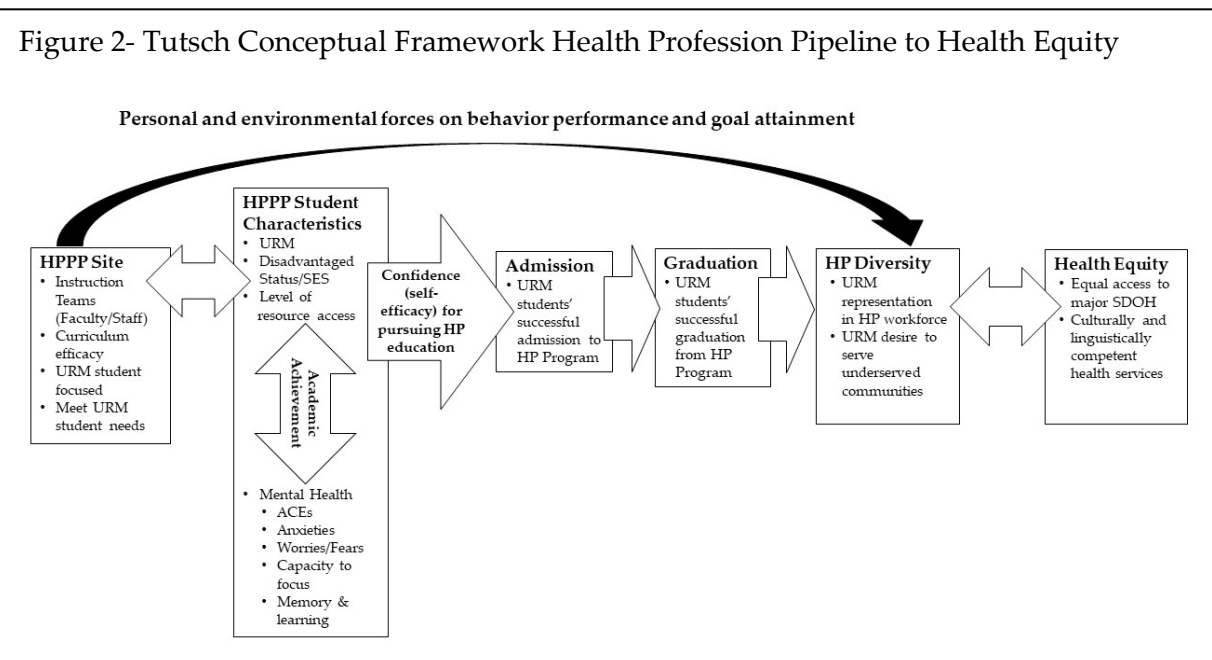 Figure 2- Tutsch Conceptual Framework Health Profession Pipeline to Health Equity
Personal and environmental forces on behavior performance and goal attainment
HPPP Site
• Instruction
Teams
(Faculty/Staff)
• Curriculum
efficacy
• URM student
focused
• Meet URM
student needs
HPPP Student
Characteristics
• URM
• Disadvantaged
Status/SES
• Level of
resource access
Academic
Achievement
• Mental Health
• ACEs
• Anxieties
• Worries/Fears
• Capacity to
focus
• Memory &
learning
Confidence
(self-
efficacy) for
pursuing HP
education
Admission
• URM
students'
successful
admission to
HP Program
Graduation
• URM
students'
successful
graduation
from HP
Program
HP Diversity
• URM
representation
in HP workforce
• URM desire to
serve
underserved
communities
Health Equity
• Equal access to
major SDOH
• Culturally and
linguistically
competent
health services